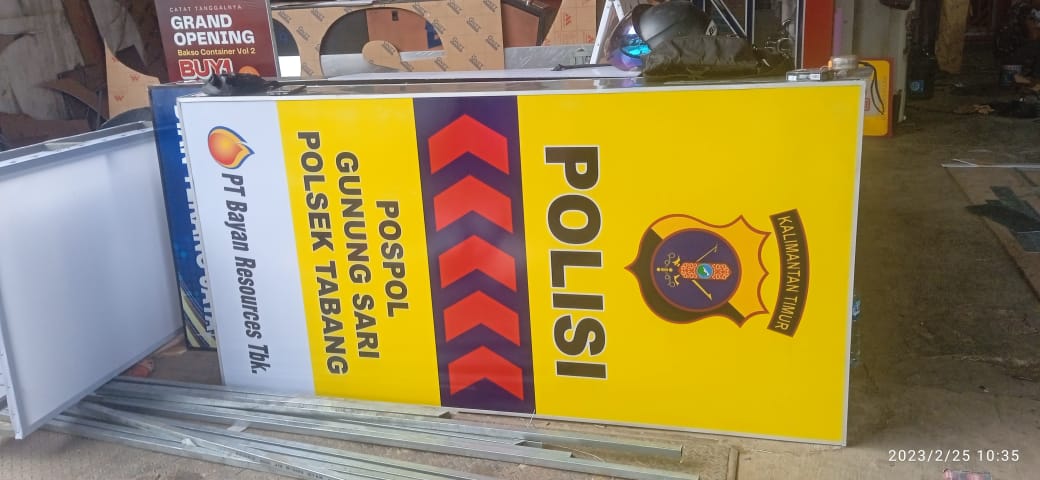 CATAT TANGGALNYA
GRAND
OPENING
Bakso Container Vol 2
BUY1
KALIMANTAN TIMUR
POLISI
POSPOL
GUNUNG SARI
POLSEK TABANG
PT Bayan Resources Tbk.
2023/2/25 10:35